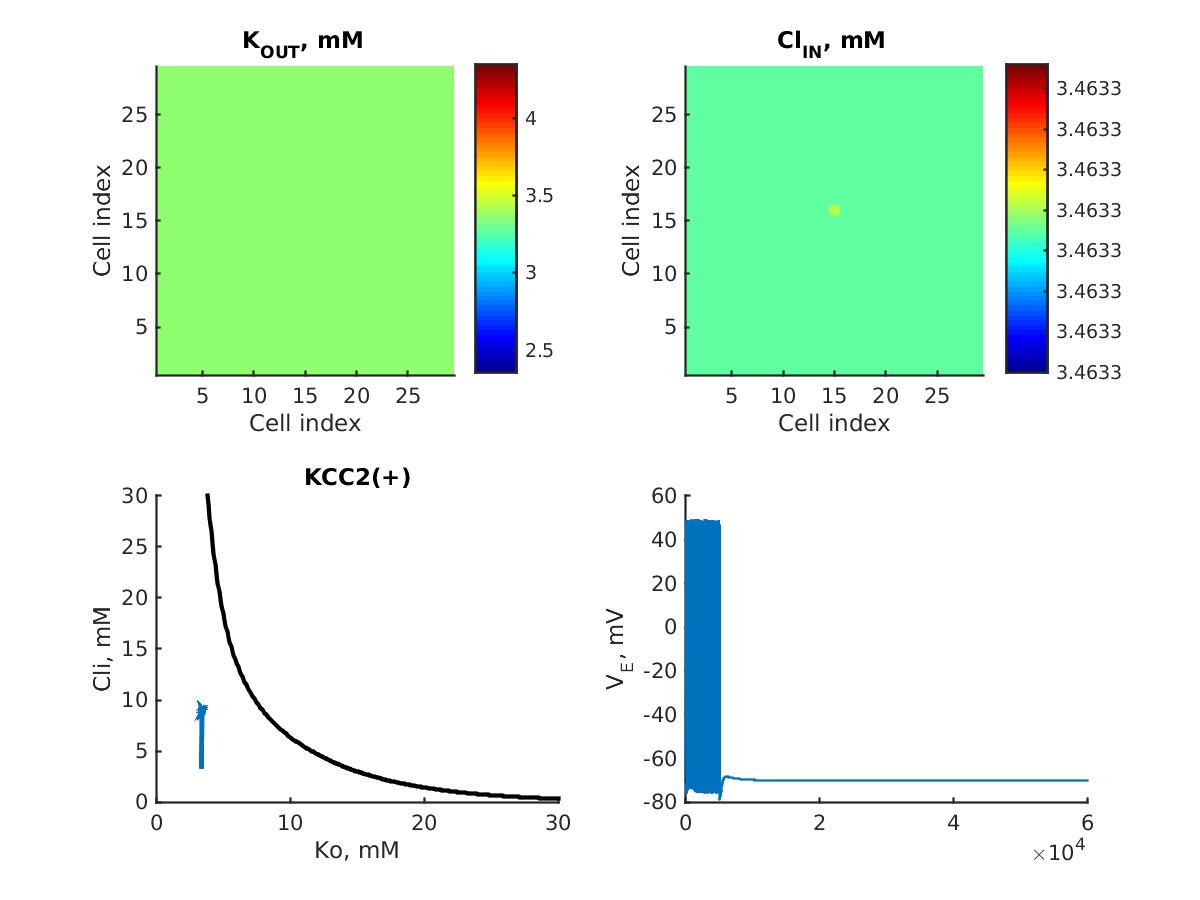 K_OUT, mM
25
20
15
10
5
Cell index
5 10 15 20 25
Cell index
4
3.5
3
2.5
Cl_IN, mM
25
20
15
10
5
Cell index
5 10 15 20 25
Cell index
3.4633
3.4633
3.4633
3.4633
3.4633
3.4633
3.4633
3.4633
KCC2(+)
30
25
20
15
10
5
0
Cli, mM
0 10 20 30
Ko, mM
60
40
20
0
-20
-40
-60
-80
V_E, mV
0 2 4 6
×10^4